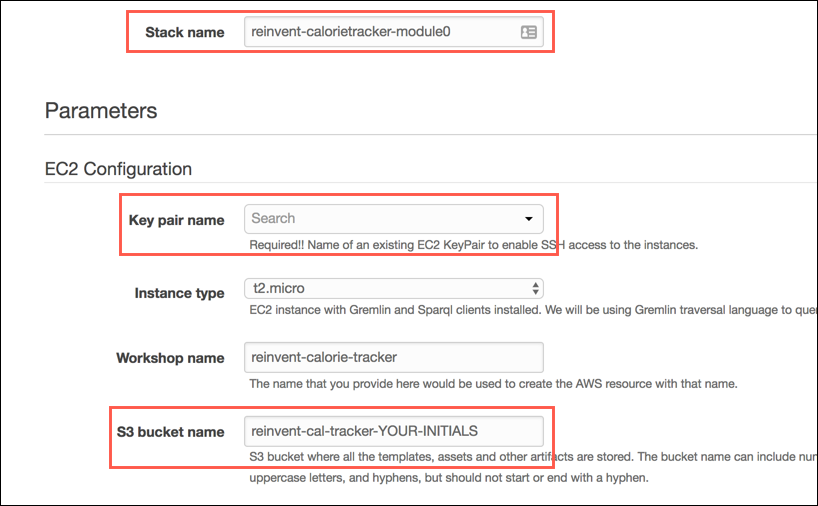 Stack name reinvent-calorietracker-module0
Parameters
EC2 Configuration
Key pair name Search
Required!! Name of an existing EC2 KeyPair to enable SSH access to the instances.
Instance type t2.micro
EC2 instance with Gremlin and Sparql clients installed. We will be using Gremlin traversal language to
Workshop name reinvent-calorie-tracker
The name that you provide here would be used to create the AWS resource with that name.
S3 bucket name reinvent-cal-tracker-YOUR-INITIALS
S3 bucket where all the templates, assets and other artifacts are stored. The bucket name can include
uppercase letters, and hyphens, but should not start or end with a hyphen.